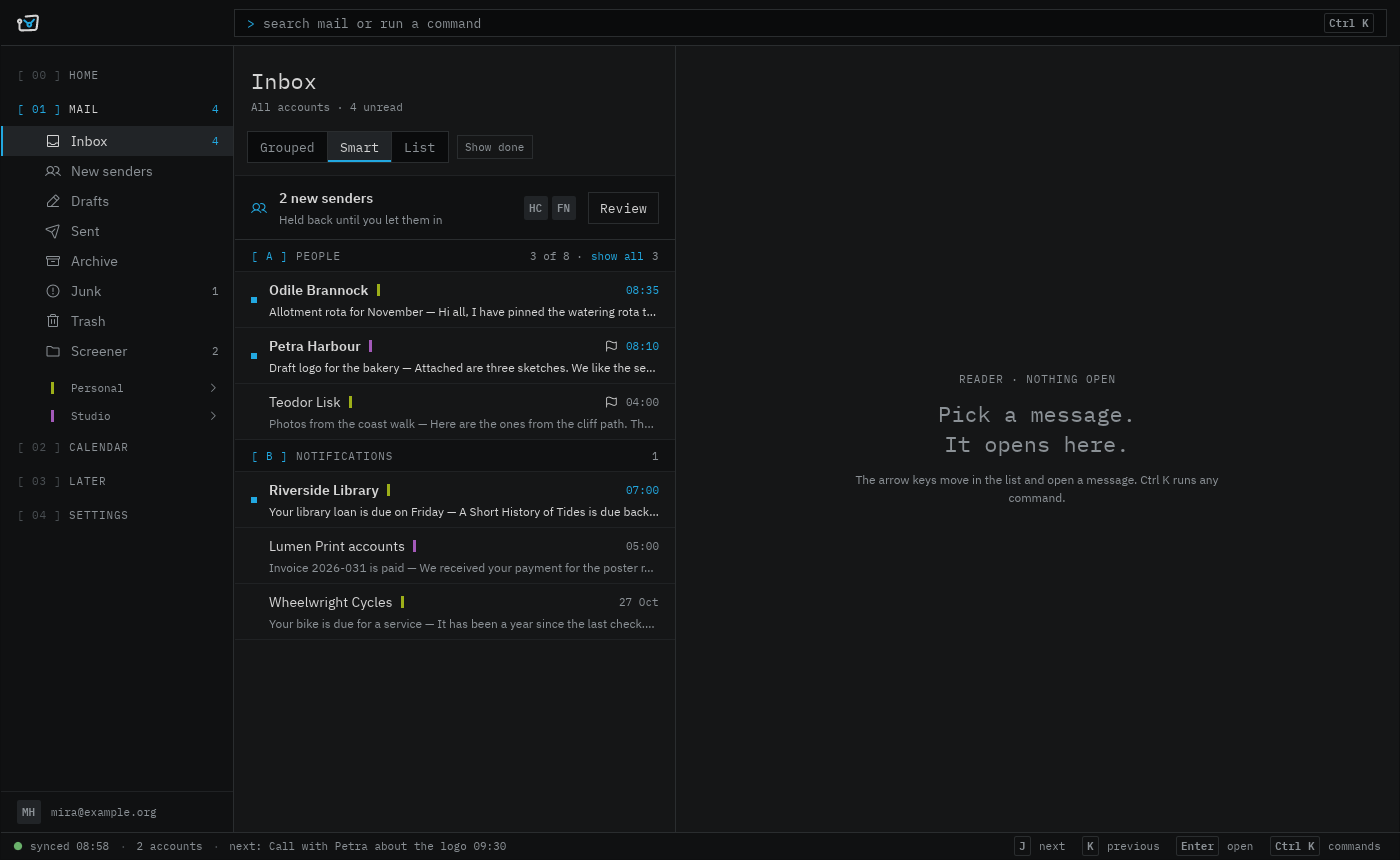 > search mail or run a command Ctrl K
[ 00 ] HOME
[ 01 ] MAIL 4
Inbox 4
New senders
Drafts
Sent
Archive
Junk 1
Trash
Screener 2
Personal
Studio
[ 02 ] CALENDAR
[ 03 ] LATER
[ 04 ] SETTINGS
MH mira@example.org
Inbox
All accounts · 4 unread
Grouped Smart List Show done
2 new senders
Held back until you let them in
HC FN Review
[ A ] PEOPLE 3 of 8 · show all 3
Odile Brannock 08:35
Allotment rota for November — Hi all, I have pinned the watering rota t…
Petra Harbour 08:10
Draft logo for the bakery — Attached are three sketches. We like the se…
Teodor Lisk 04:00
Photos from the coast walk — Here are the ones from the cliff path. Th…
[ B ] NOTIFICATIONS 1
Riverside Library 07:00
Your library loan is due on Friday — A Short History of Tides is due back…
Lumen Print accounts 05:00
Invoice 2026-031 is paid — We received your payment for the poster r…
Wheelwright Cycles 27 Oct
Your bike is due for a service — It has been a year since the last check.…
READER · NOTHING OPEN
Pick a message.
It opens here.
The arrow keys move in the list and open a message. Ctrl K runs any
command.
synced 08:58 · 2 accounts · next: Call with Petra about the logo 09:30
J next K previous Enter open Ctrl K commands